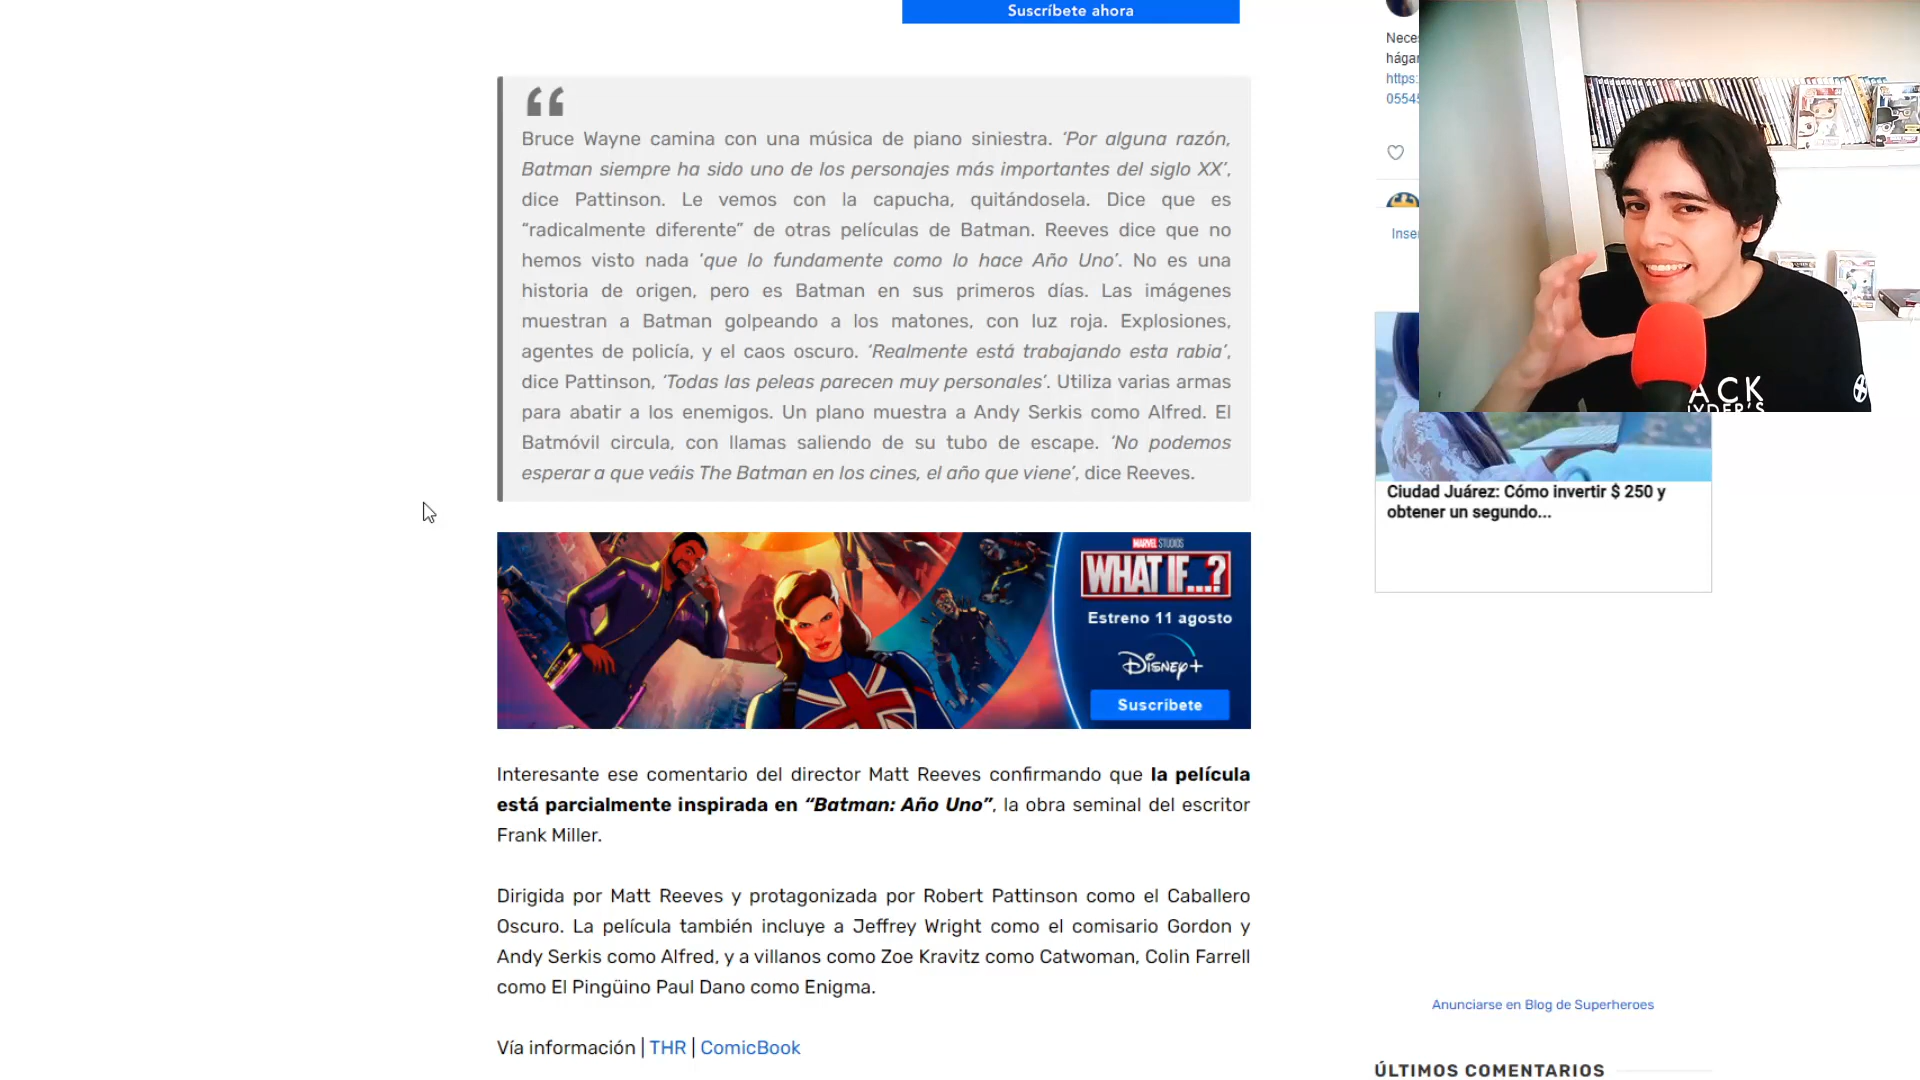 Suscríbete ahora
Bruce Wayne camina con una música de piano siniestra. ‘Por alguna razón,
Batman siempre ha sido uno de los personajes más importantes del siglo XX’,
dice Pattinson. Le vemos con la capucha, quitándosela. Dice que es
“radicalmente diferente” de otras películas de Batman. Reeves dice que no
hemos visto nada ‘que lo fundamente como lo hace Año Uno’. No es una
historia de origen, pero es Batman en sus primeros días. Las imágenes
muestran a Batman golpeando a los matones, con luz roja. Explosiones,
agentes de policía, y el caos oscuro. ‘Realmente está trabajando esta rabia’,
dice Pattinson, ‘Todas las peleas parecen muy personales’. Utiliza varias armas
para abatir a los enemigos. Un plano muestra a Andy Serkis como Alfred. El
Batmóvil circula, con llamas saliendo de su tubo de escape. ‘No podemos
esperar a que veáis The Batman en los cines, el año que viene’, dice Reeves.
MARVEL STUDIOS
WHAT IF...?
Estreno 11 agosto
Disney+
Suscríbete
Interesante ese comentario del director Matt Reeves confirmando que la película
está parcialmente inspirada en “Batman: Año Uno”, la obra seminal del escritor
Frank Miller.
Dirigida por Matt Reeves y protagonizada por Robert Pattinson como el Caballero
Oscuro. La película también incluye a Jeffrey Wright como el comisario Gordon y
Andy Serkis como Alfred, y a villanos como Zoe Kravitz como Catwoman, Colin Farrell
como El Pingüino Paul Dano como Enigma.
Vía información | THR | ComicBook
Nece
hágar
https:
0554
Inser
ACK
YDER'S
Ciudad Juárez: Cómo invertir $ 250 y
obtener un segundo...
Anunciarse en Blog de Superheroes
ÚLTIMOS COMENTARIOS